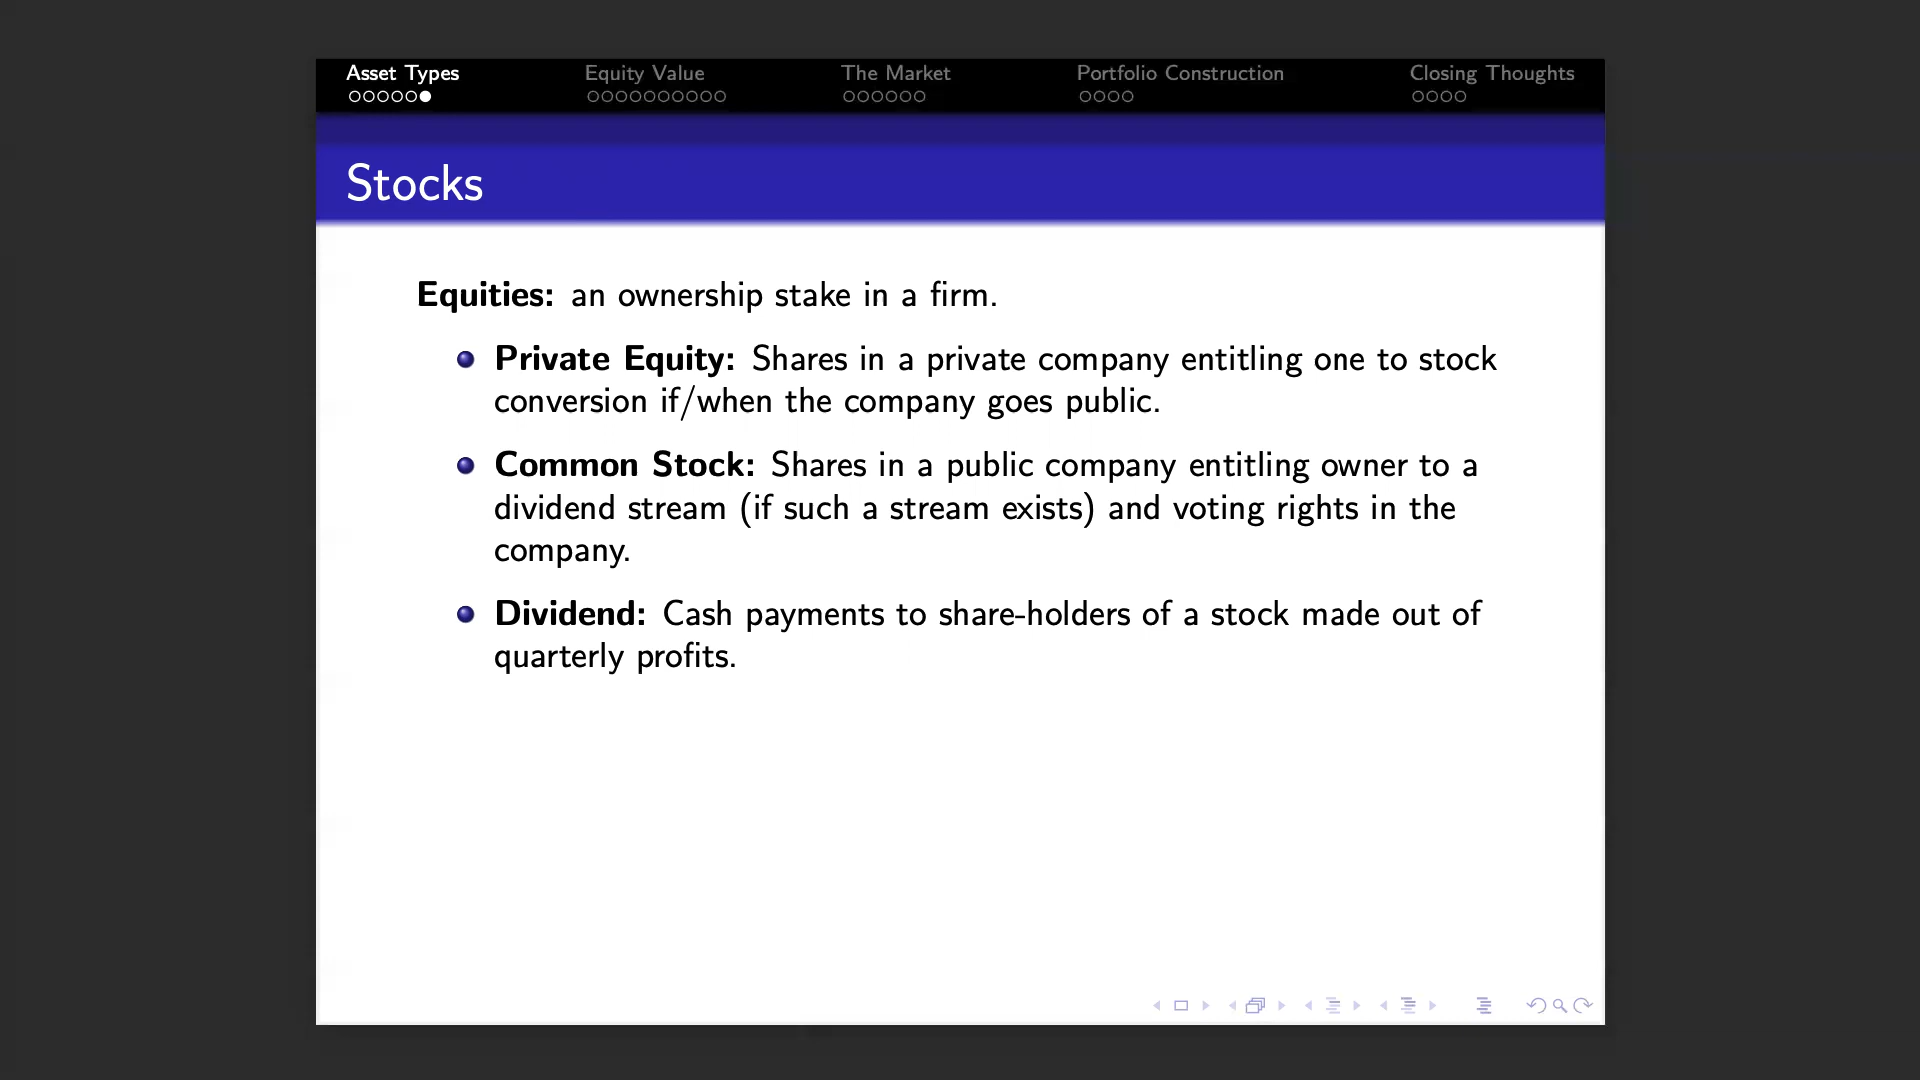 Asset Types Equity Value The Market Portfolio Construction Closing Thoughts
Stocks
Equities: an ownership stake in a firm.
Private Equity: Shares in a private company entitling one to stock
conversion if/when the company goes public.
Common Stock: Shares in a public company entitling owner to a
dividend stream (if such a stream exists) and voting rights in the
company.
Dividend: Cash payments to share-holders of a stock made out of
quarterly profits.